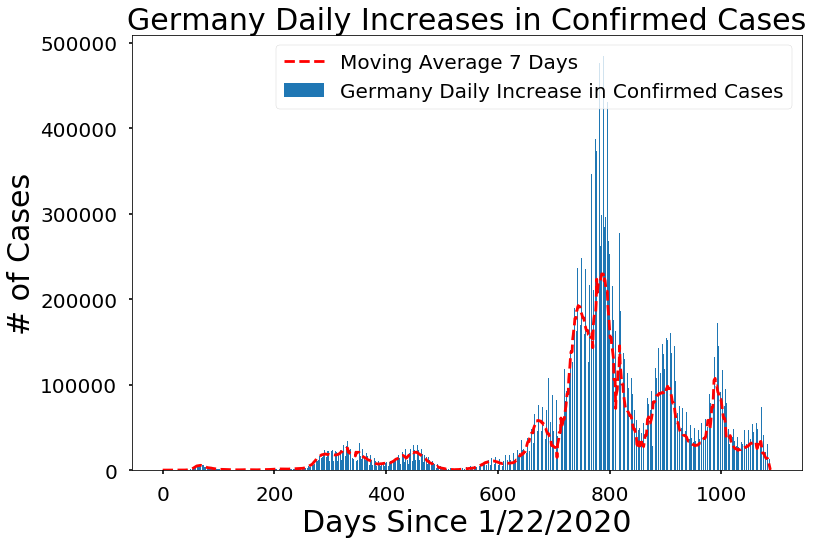 Germany Daily Increases in Confirmed Cases
Moving Average 7 Days
Germany Daily Increase in Confirmed Cases
# of Cases
500000
400000
300000
200000
100000
0
0 200 400 600 800 1000
Days Since 1/22/2020